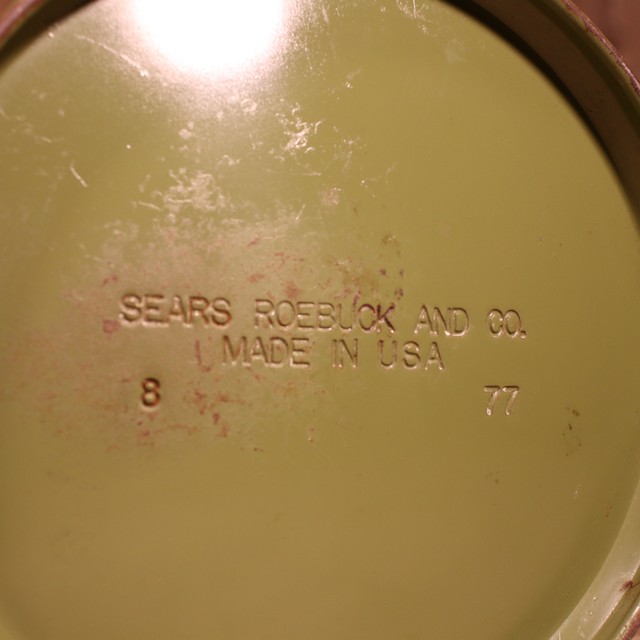 SEARS ROEBUCK AND CO.
MADE IN USA
8 77